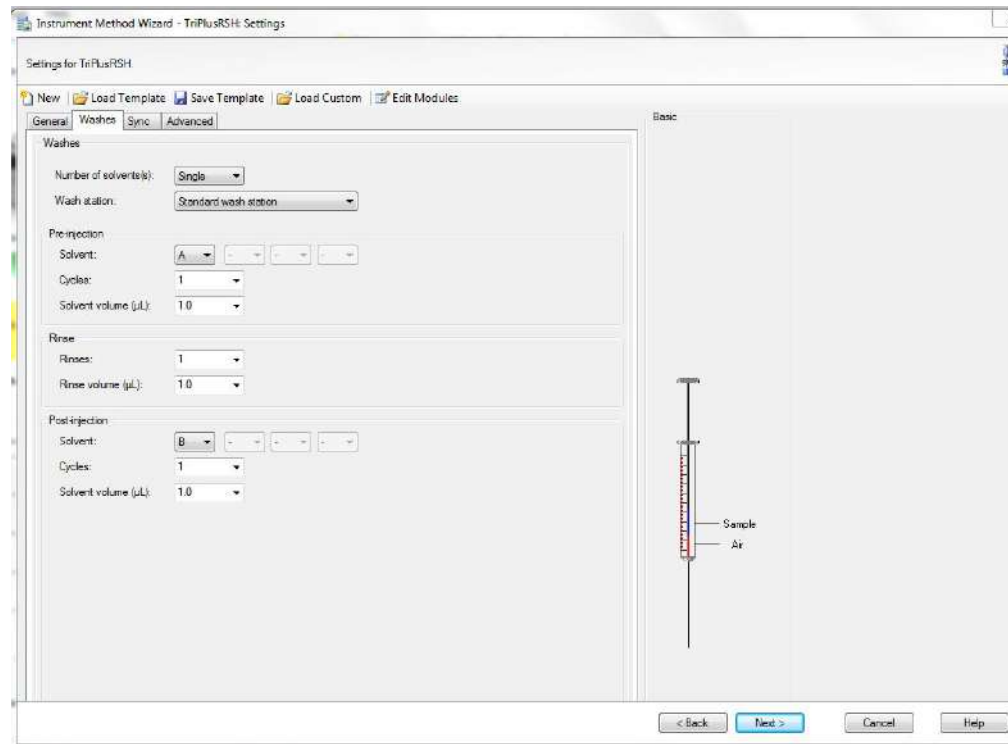 Instrument Method Wizard - TriPlusRSH: Settings
Settings for TriPlusRSH
New Load Template Save Template Load Custom Edit Modules
General Washes Sync Advanced
Basic
Washes
Number of solvents(s): Single
Wash station: Standard wash station
Pre-injection
Solvent: A - - -
Cycles: 1
Solvent volume (µL): 1.0
Rinse
Rinses: 1
Rinse volume (µL): 1.0
Post-injection
Solvent: B - - -
Cycles: 1
Solvent volume (µL): 1.0
Sample
Air
< Back Next > Cancel Help